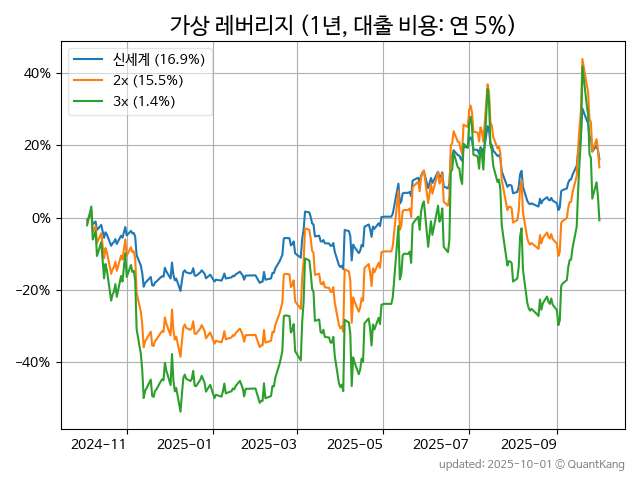 가상 레버리지 (1년, 대출 비용: 연 5%)
신세계 (16.9%)
2x (15.5%)
3x (1.4%)
40%
20%
0%
−20%
−40%
2024-11
2025-01
2025-03
2025-05
2025-07
2025-09
updated: 2025-10-01 © QuantKang